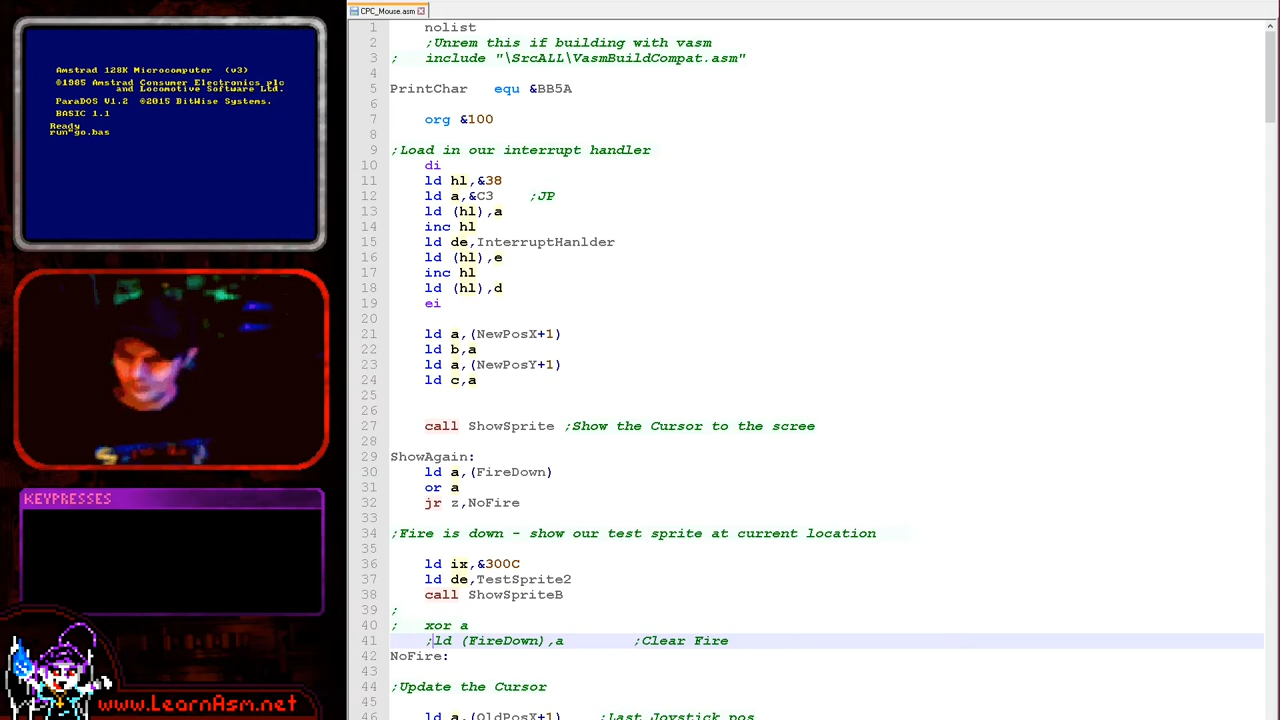 Amstrad 128K Microcomputer (v3)
©1985 Amstrad Consumer Electronics plc
and Locomotive Software Ltd.
ParaDOS V1.2 ©2015 BitWise Systems.
BASIC 1.1
Ready
run"go.bas
KEYPRESSES
www.LearnAsm.net
CPC_Mouse.asm
1 nolist
2 ;Unrem this if building with vasm
3 ; include "\SrcALL\VasmBuildCompat.asm"
4
5 PrintChar equ &BB5A
6
7 org &100
8
9 ;Load in our interrupt handler
10 di
11 ld hl,&38
12 ld a,&C3 ;JP
13 ld (hl),a
14 inc hl
15 ld de,InterruptHanlder
16 ld (hl),e
17 inc hl
18 ld (hl),d
19 ei
20
21 ld a,(NewPosX+1)
22 ld b,a
23 ld a,(NewPosY+1)
24 ld c,a
25
26
27 call ShowSprite ;Show the Cursor to the scree
28
29 ShowAgain:
30 ld a,(FireDown)
31 or a
32 jr z,NoFire
33
34 ;Fire is down - show our test sprite at current location
35
36 ld ix,&300C
37 ld de,TestSprite2
38 call ShowSpriteB
39 ;
40 ; xor a
41 ;ld (FireDown),a ;Clear Fire
42 NoFire:
43
44 ;Update the Cursor
45
46 ld a,(OldPosX+1) ;Last Joystick pos